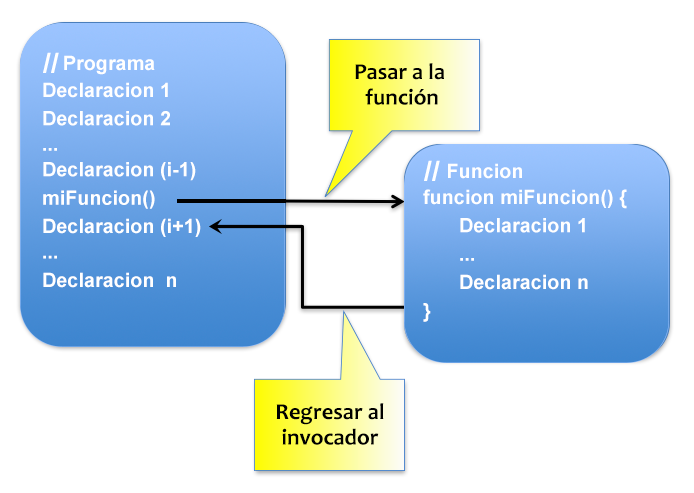 // Programa
Declaracion 1
Declaracion 2
...
Declaracion (i-1)
miFuncion()
Declaracion (i+1)
...
Declaracion n
Pasar a la
función
// Funcion
funcion miFuncion() {
Declaracion 1
...
Declaracion n
}
Regresar al
invocador